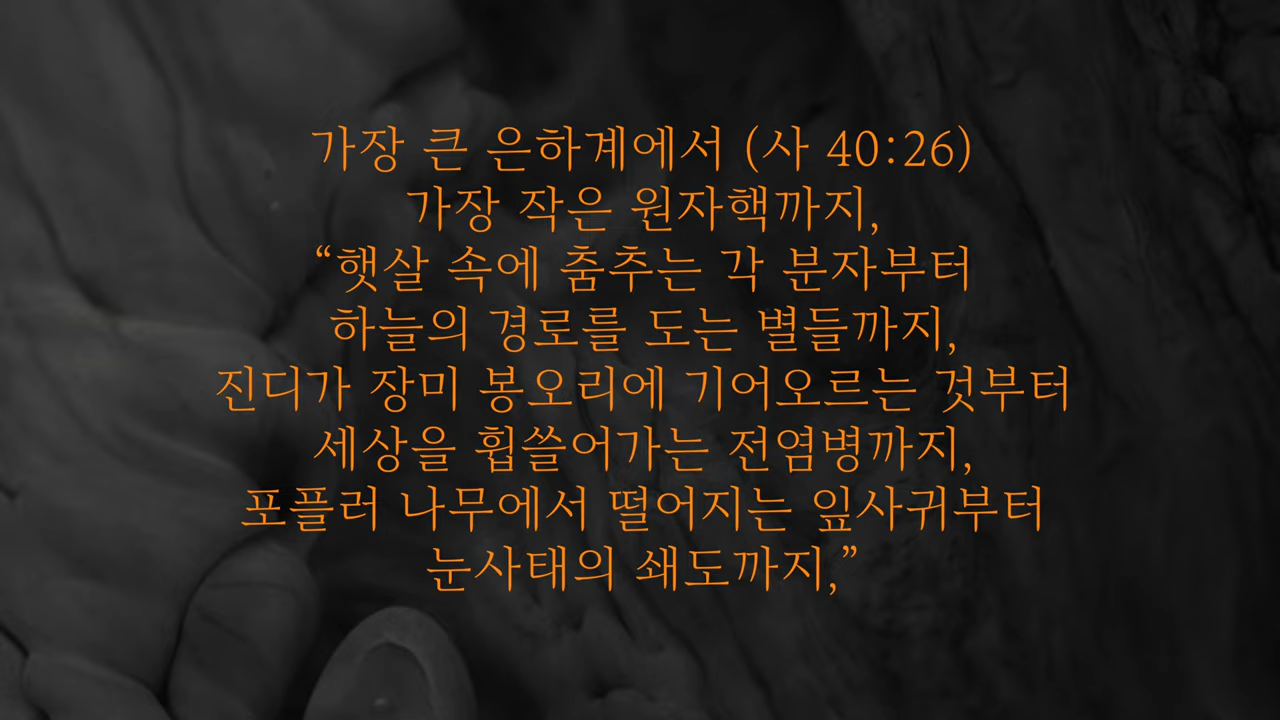 가장 큰 은하계에서 (사 40:26)
가장 작은 원자핵까지,
“햇살 속에 춤추는 각 분자부터
하늘의 경로를 도는 별들까지,
진디가 장미 봉오리에 기어오르는 것부터
세상을 휩쓸어가는 전염병까지,
포플러 나무에서 떨어지는 잎사귀부터
눈사태의 쇄도까지,”